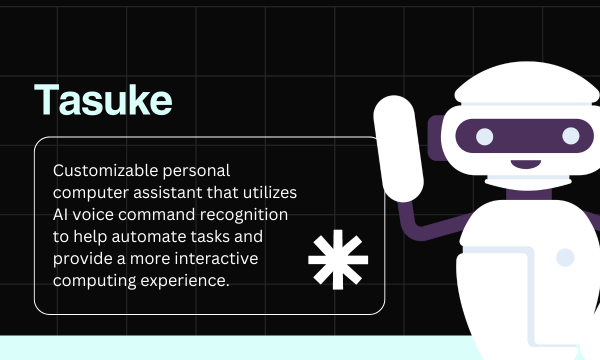 Tasuke
Customizable personal
computer assistant that utilizes
AI voice command recognition
to help automate tasks and
provide a more interactive
computing experience.